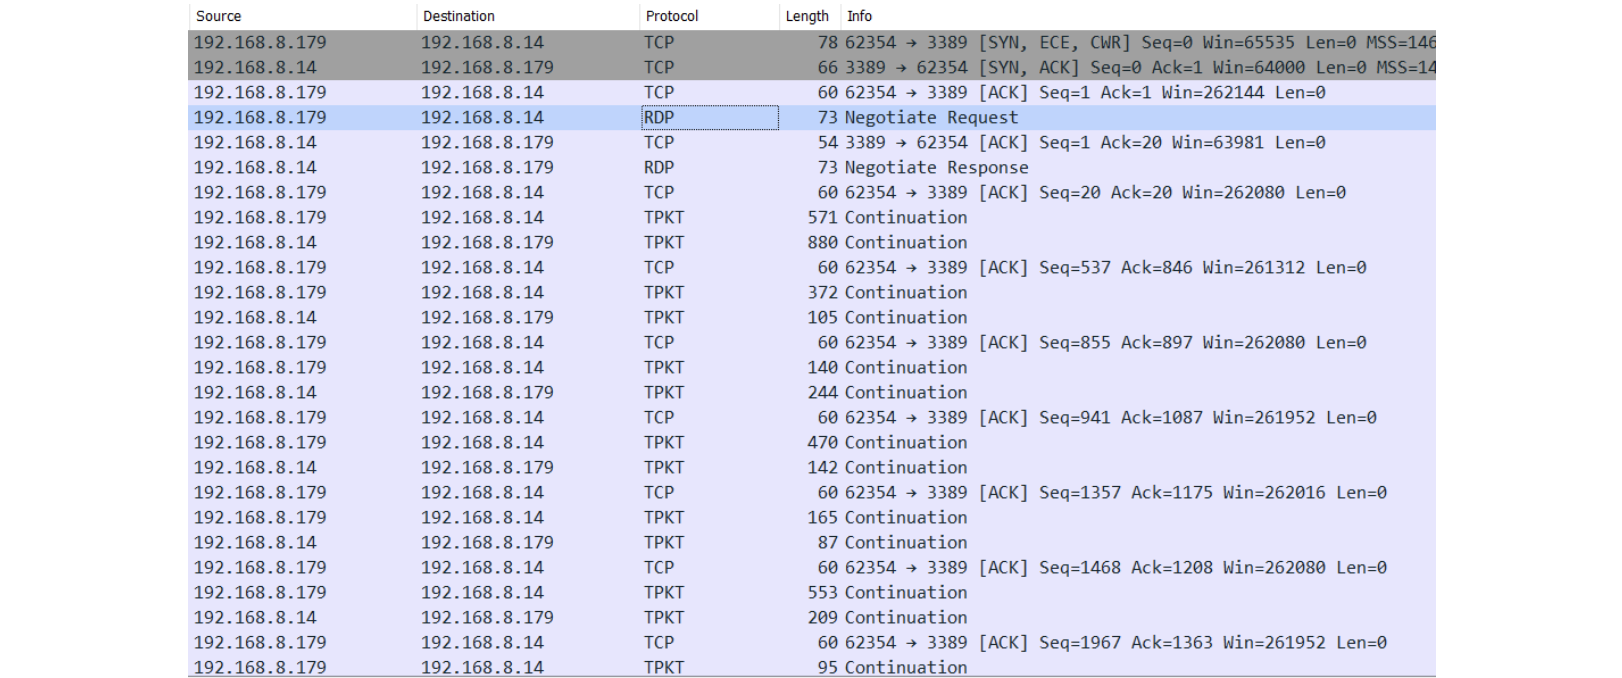 Source Destination Protocol Length Info
192.168.8.179 192.168.8.14 TCP 78 62354 → 3389 [SYN, ECE, CWR] Seq=0 Win=65535 Len=0 MSS=146
192.168.8.14 192.168.8.179 TCP 66 3389 → 62354 [SYN, ACK] Seq=0 Ack=1 Win=64000 Len=0 MSS=14
192.168.8.179 192.168.8.14 TCP 60 62354 → 3389 [ACK] Seq=1 Ack=1 Win=262144 Len=0
192.168.8.179 192.168.8.14 RDP 73 Negotiate Request
192.168.8.14 192.168.8.179 TCP 54 3389 → 62354 [ACK] Seq=1 Ack=20 Win=63981 Len=0
192.168.8.14 192.168.8.179 RDP 73 Negotiate Response
192.168.8.179 192.168.8.14 TCP 60 62354 → 3389 [ACK] Seq=20 Ack=20 Win=262080 Len=0
192.168.8.179 192.168.8.14 TPKT 571 Continuation
192.168.8.14 192.168.8.179 TPKT 880 Continuation
192.168.8.179 192.168.8.14 TCP 60 62354 → 3389 [ACK] Seq=537 Ack=846 Win=261312 Len=0
192.168.8.179 192.168.8.14 TPKT 372 Continuation
192.168.8.14 192.168.8.179 TPKT 105 Continuation
192.168.8.179 192.168.8.14 TCP 60 62354 → 3389 [ACK] Seq=855 Ack=897 Win=262080 Len=0
192.168.8.179 192.168.8.14 TPKT 140 Continuation
192.168.8.14 192.168.8.179 TPKT 244 Continuation
192.168.8.179 192.168.8.14 TCP 60 62354 → 3389 [ACK] Seq=941 Ack=1087 Win=261952 Len=0
192.168.8.179 192.168.8.14 TPKT 470 Continuation
192.168.8.14 192.168.8.179 TPKT 142 Continuation
192.168.8.179 192.168.8.14 TCP 60 62354 → 3389 [ACK] Seq=1357 Ack=1175 Win=262016 Len=0
192.168.8.179 192.168.8.14 TPKT 165 Continuation
192.168.8.14 192.168.8.179 TPKT 87 Continuation
192.168.8.179 192.168.8.14 TCP 60 62354 → 3389 [ACK] Seq=1468 Ack=1208 Win=262080 Len=0
192.168.8.179 192.168.8.14 TPKT 553 Continuation
192.168.8.14 192.168.8.179 TPKT 209 Continuation
192.168.8.179 192.168.8.14 TCP 60 62354 → 3389 [ACK] Seq=1967 Ack=1363 Win=261952 Len=0
192.168.8.179 192.168.8.14 TPKT 95 Continuation